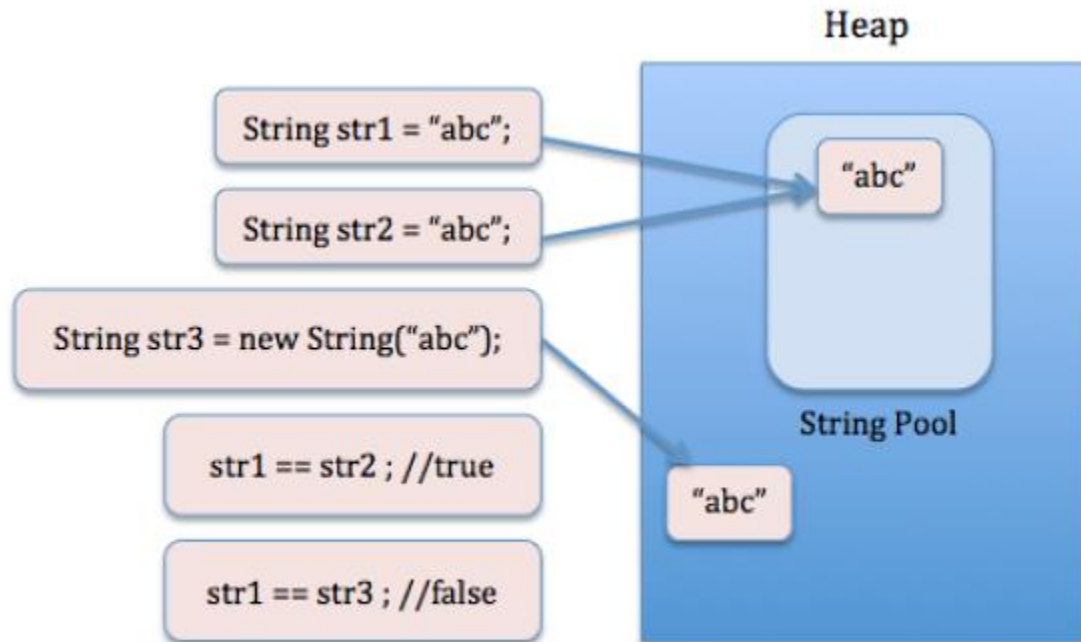 Heap
String str1 = “abc”;
“abc”
String str2 = “abc”;
String str3 = new String(“abc”);
String Pool
str1 == str2 ; //true
“abc”
str1 == str3 ; //false